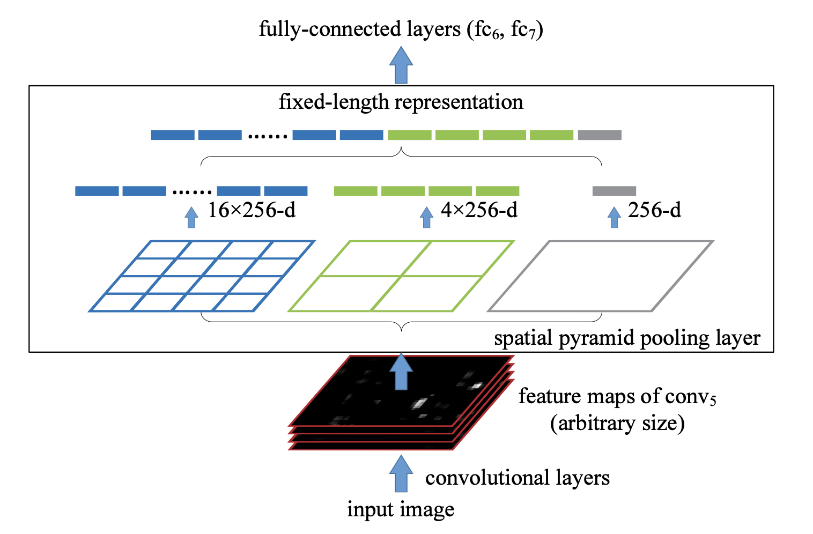 fully-connected layers (fc₆, fc₇)
fixed-length representation
......
......
16×256-d
4×256-d
256-d
spatial pyramid pooling layer
feature maps of conv₅
(arbitrary size)
convolutional layers
input image